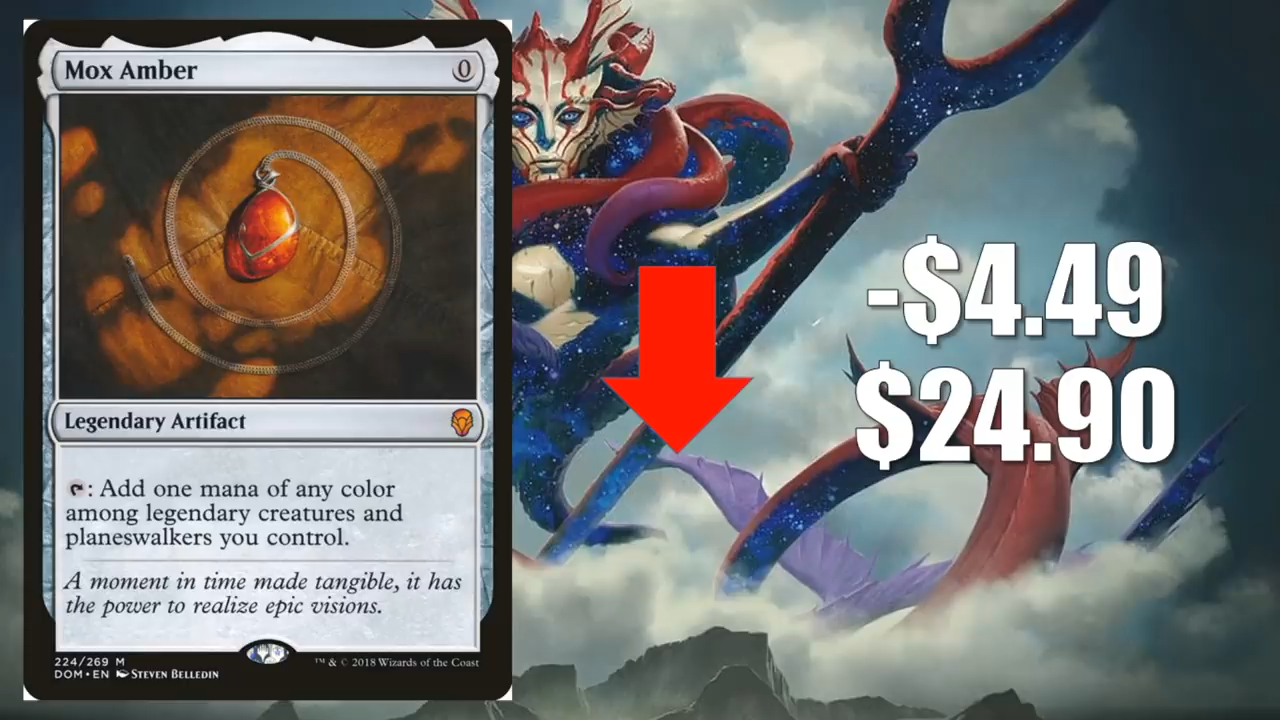 Mox Amber
0
Legendary Artifact
: Add one mana of any color
among legendary creatures and
planeswalkers you control.
A moment in time made tangible, it has
the power to realize epic visions.
224/269 M
DOM • EN STEVEN BELLEDIN
™ & © 2018 Wizards of the Coast
-$4.49
$24.90